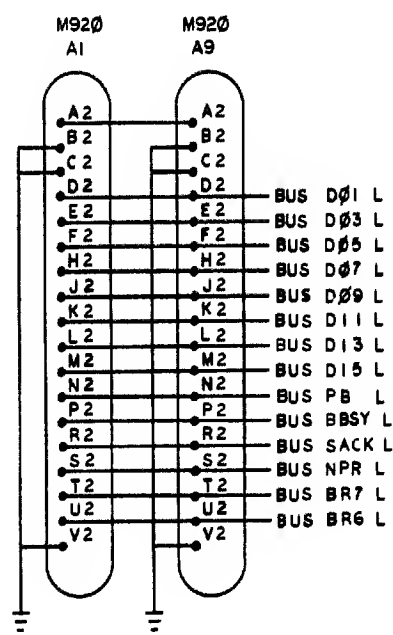 M92Ø M92Ø
A1 A9
A2 A2
B2 B2
C2 C2
D2 D2 BUS DØ1 L
E2 E2 BUS DØ3 L
F2 F2 BUS DØ5 L
H2 H2 BUS DØ7 L
J2 J2 BUS DØ9 L
K2 K2 BUS D11 L
L2 L2 BUS D13 L
M2 M2 BUS D15 L
N2 N2 BUS PB L
P2 P2 BUS BBSY L
R2 R2 BUS SACK L
S2 S2 BUS NPR L
T2 T2 BUS BR7 L
U2 U2 BUS BR6 L
V2 V2